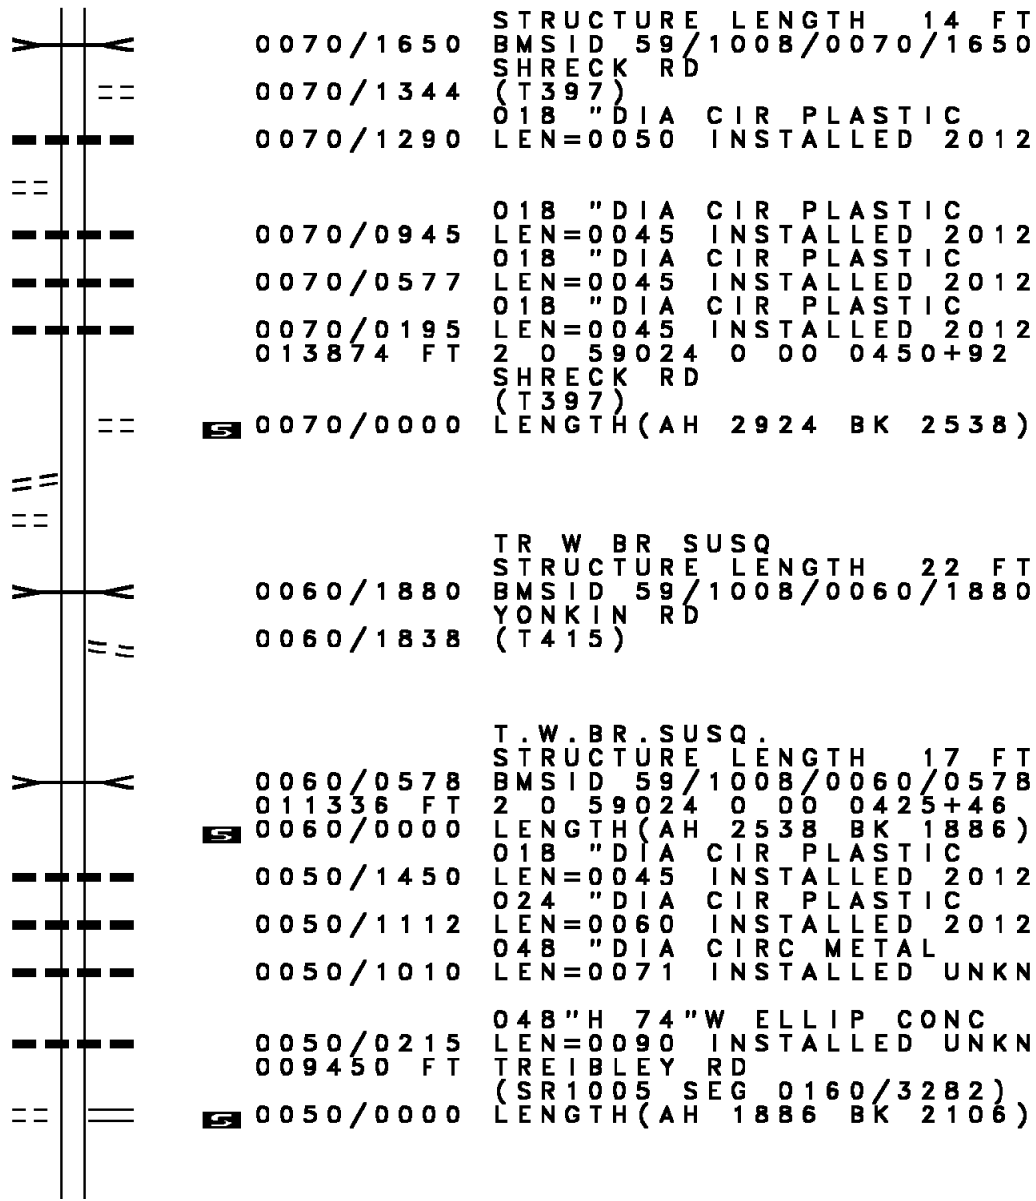 STRUCTURE LENGTH 14 FT
0070/1650 BMSID 59/1008/0070/1650
SHRECK RD
0070/1344 (T397)
018 "DIA CIR PLASTIC
0070/1290 LEN=0050 INSTALLED 2012
018 "DIA CIR PLASTIC
0070/0945 LEN=0045 INSTALLED 2012
018 "DIA CIR PLASTIC
0070/0577 LEN=0045 INSTALLED 2012
018 "DIA CIR PLASTIC
0070/0195 LEN=0045 INSTALLED 2012
013874 FT 2 0 59024 0 00 0450+92
SHRECK RD
(T397)
S 0070/0000 LENGTH(AH 2924 BK 2538)
TR W BR SUSQ
STRUCTURE LENGTH 22 FT
0060/1880 BMSID 59/1008/0060/1880
YONKIN RD
0060/1838 (T415)
T.W.BR.SUSQ.
STRUCTURE LENGTH 17 FT
0060/0578 BMSID 59/1008/0060/0578
011336 FT 2 0 59024 0 00 0425+46
S 0060/0000 LENGTH(AH 2538 BK 1886)
018 "DIA CIR PLASTIC
0050/1450 LEN=0045 INSTALLED 2012
024 "DIA CIR PLASTIC
0050/1112 LEN=0060 INSTALLED 2012
048 "DIA CIRC METAL
0050/1010 LEN=0071 INSTALLED UNKN
048"H 74"W ELLIP CONC
0050/0215 LEN=0090 INSTALLED UNKN
009450 FT TREIBLEY RD
(SR1005 SEG 0160/3282)
S 0050/0000 LENGTH(AH 1886 BK 2106)